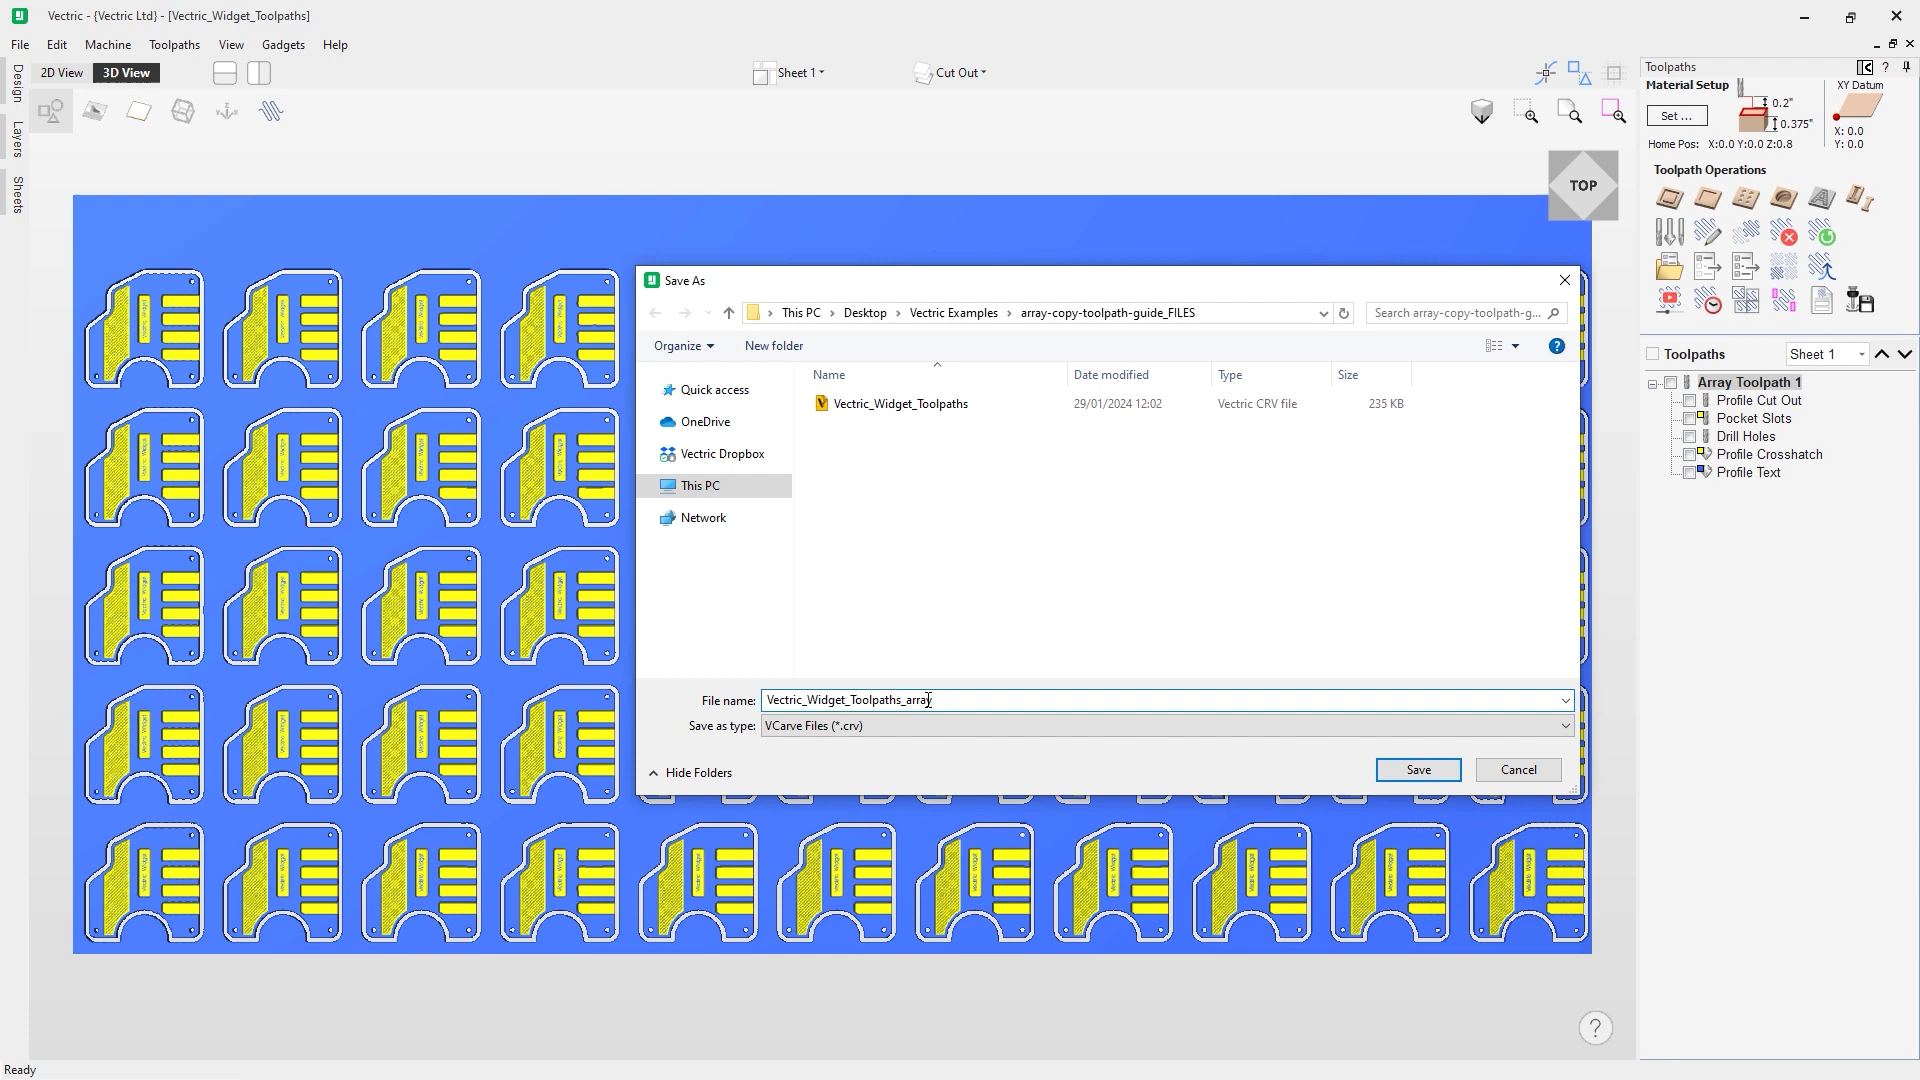 Vectric - {Vectric Ltd} - [Vectric_Widget_Toolpaths]
File Edit Machine Toolpaths View Gadgets Help
2D View 3D View Sheet 1 Cut Out
Design
Layers
Sheets
TOP
Toolpaths
Material Setup
Set ...
0.2"
0.375"
XY Datum
X: 0.0
Y: 0.0
Home Pos: X:0.0 Y:0.0 Z:0.8
Toolpath Operations
Toolpaths Sheet 1
Array Toolpath 1
Profile Cut Out
Pocket Slots
Drill Holes
Profile Crosshatch
Profile Text
Save As
This PC › Desktop › Vectric Examples › array-copy-toolpath-guide_FILES
Search array-copy-toolpath-g...
Organize New folder
Quick access
OneDrive
Vectric Dropbox
This PC
Network
Name Date modified Type Size
Vectric_Widget_Toolpaths 29/01/2024 12:02 Vectric CRV file 235 KB
File name: Vectric_Widget_Toolpaths_array
Save as type: VCarve Files (*.crv)
Hide Folders
Save Cancel
Ready